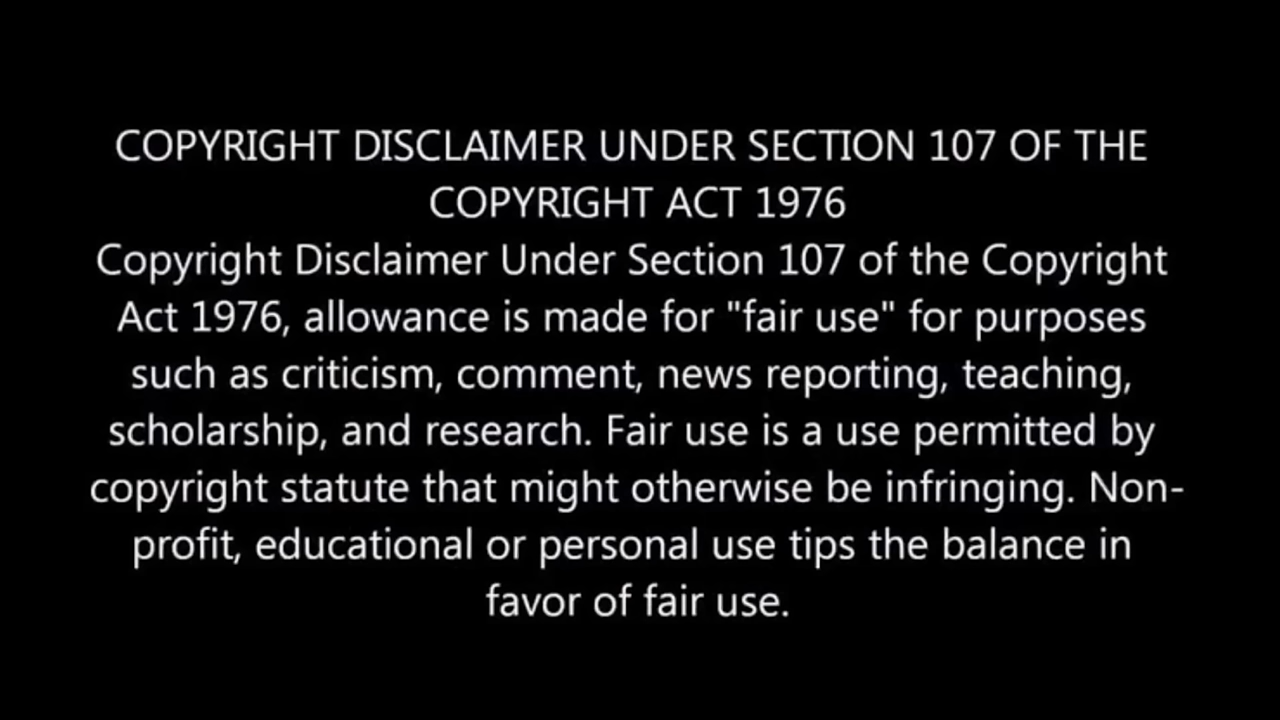 COPYRIGHT DISCLAIMER UNDER SECTION 107 OF THE
COPYRIGHT ACT 1976
Copyright Disclaimer Under Section 107 of the Copyright
Act 1976, allowance is made for "fair use" for purposes
such as criticism, comment, news reporting, teaching,
scholarship, and research. Fair use is a use permitted by
copyright statute that might otherwise be infringing. Non-
profit, educational or personal use tips the balance in
favor of fair use.